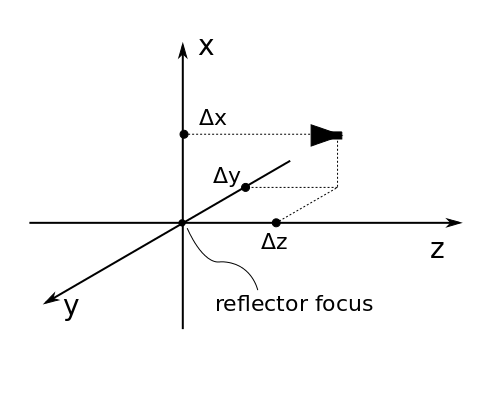 x
Δx
Δy
Δz
z
y
reflector focus